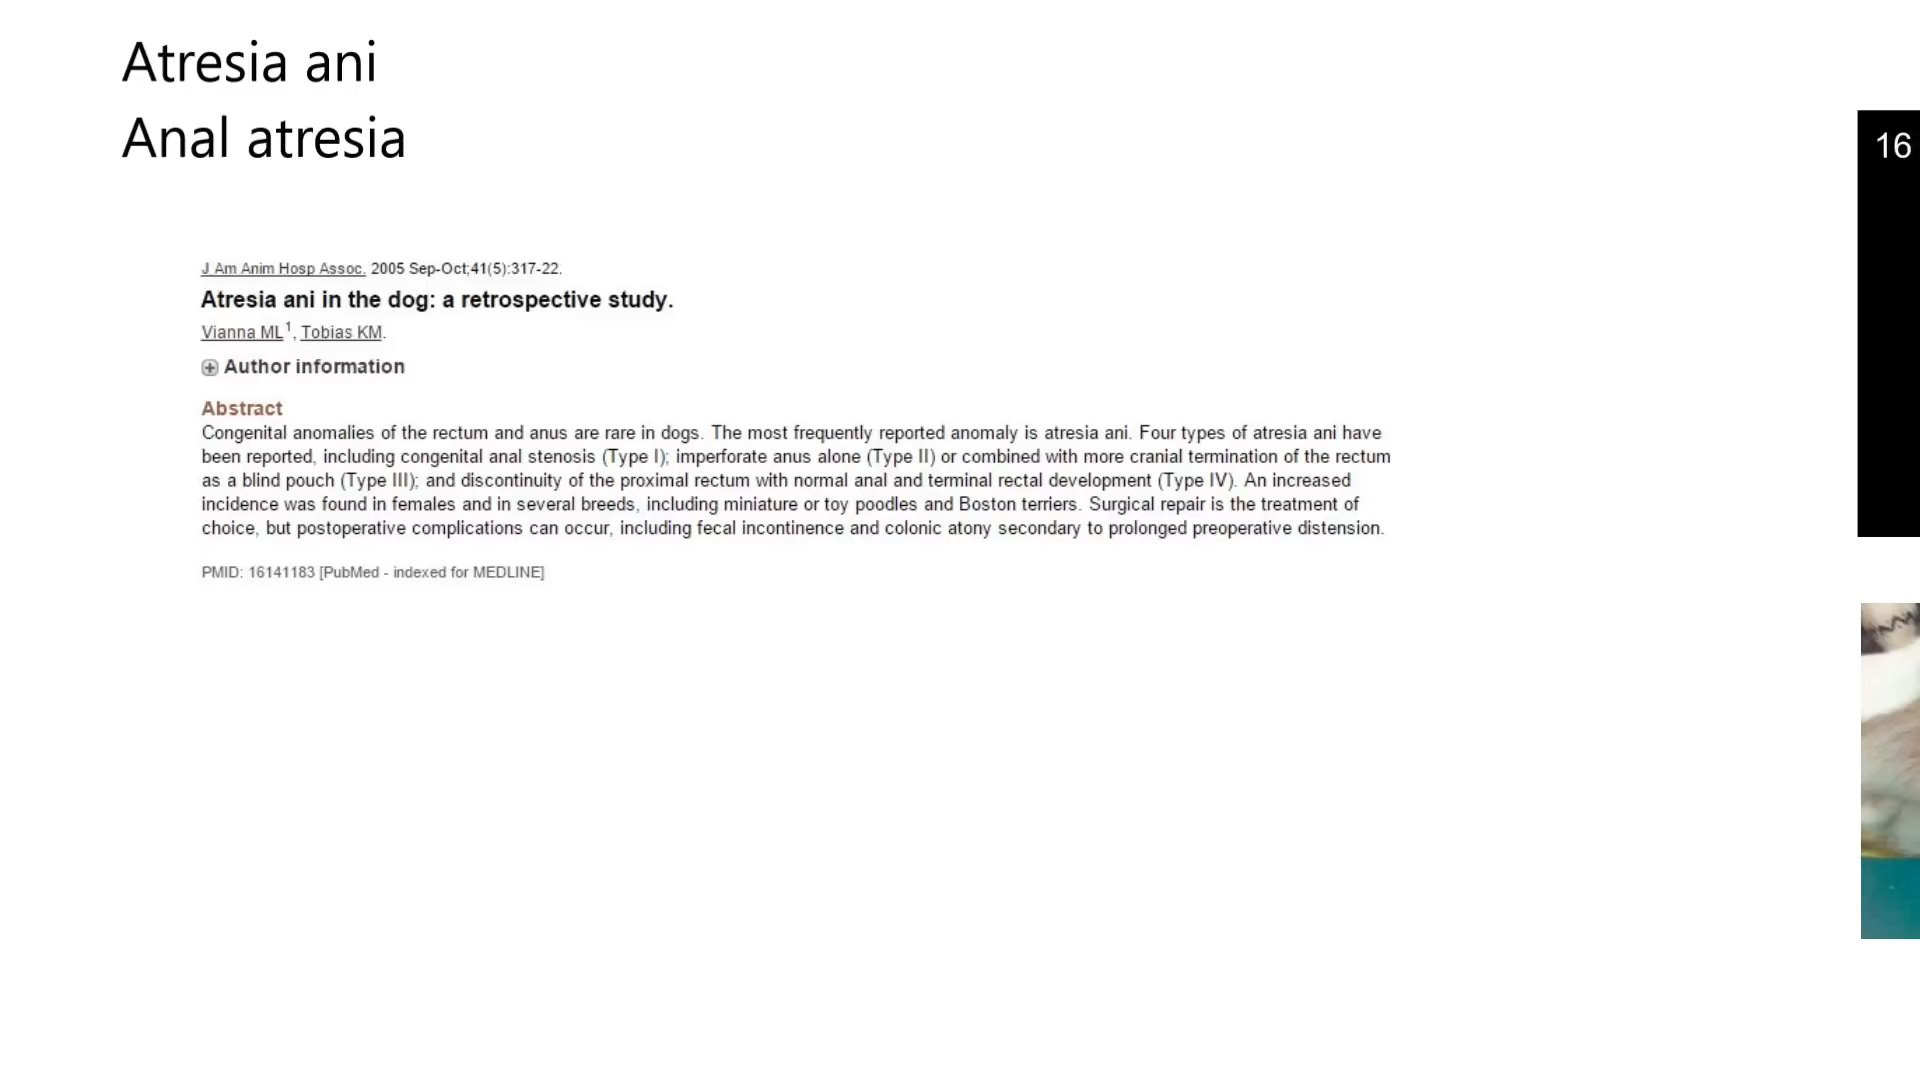 Atresia ani
Anal atresia
16
J Am Anim Hosp Assoc. 2005 Sep-Oct;41(5):317-22.
Atresia ani in the dog: a retrospective study.
Vianna ML1, Tobias KM.
Author information
Abstract
Congenital anomalies of the rectum and anus are rare in dogs. The most frequently reported anomaly is atresia ani. Four types of atresia ani have
been reported, including congenital anal stenosis (Type I); imperforate anus alone (Type II) or combined with more cranial termination of the rectum
as a blind pouch (Type III); and discontinuity of the proximal rectum with normal anal and terminal rectal development (Type IV). An increased
incidence was found in females and in several breeds, including miniature or toy poodles and Boston terriers. Surgical repair is the treatment of
choice, but postoperative complications can occur, including fecal incontinence and colonic atony secondary to prolonged preoperative distension.
PMID: 16141183 [PubMed - indexed for MEDLINE]